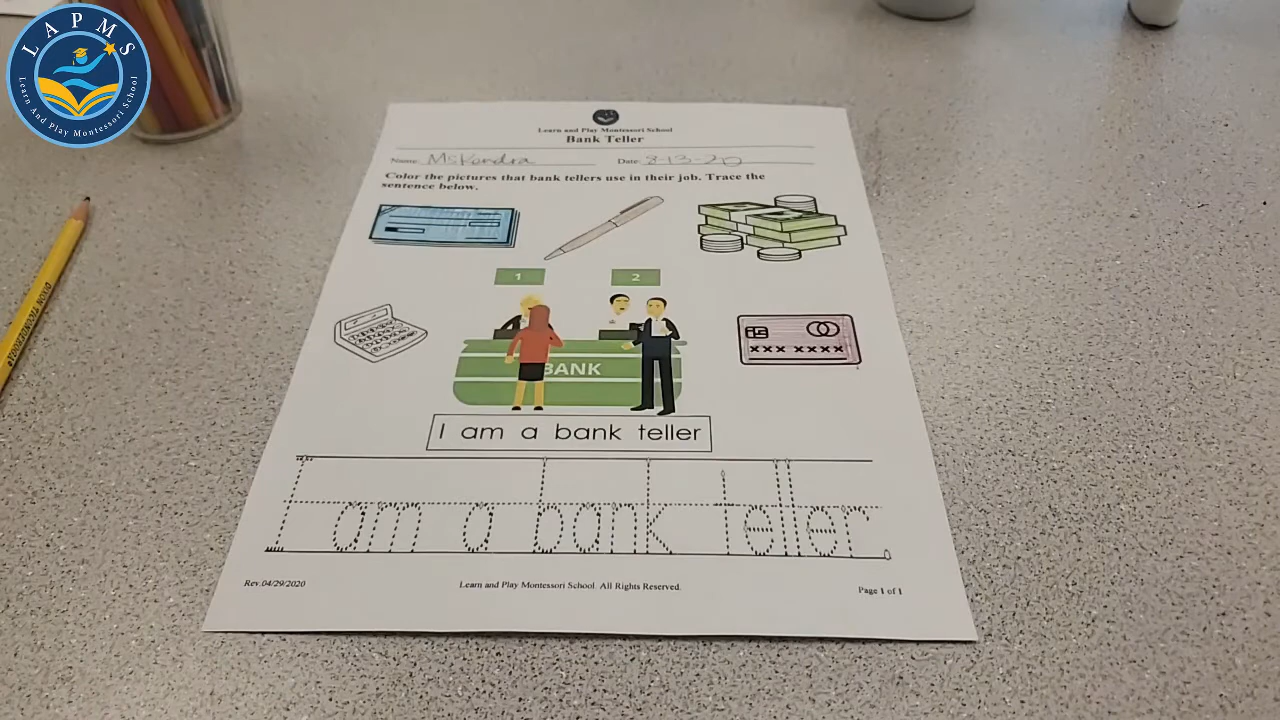 LAPMS
Learn And Play Montessori School
DIXON TICONDEROGA
Learn and Play Montessori School
Bank Teller
Name: MsKendra Date: 8-13-20
Color the pictures that bank tellers use in their job. Trace the
sentence below.
1 2
XXX XXXX
BANK
I am a bank teller
I am a bank teller.
Rev.04/29/2020 Learn and Play Montessori School. All Rights Reserved. Page 1 of 1